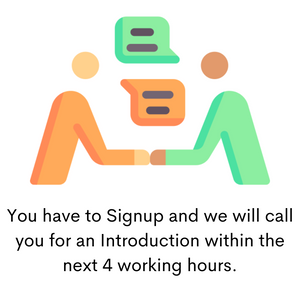 You have to Signup and we will call
you for an Introduction within the
next 4 working hours.